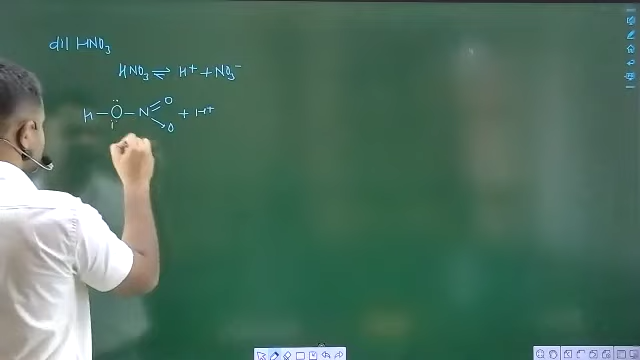 dil HNO₃
HNO₃ ⇌ H⁺ + NO₃⁻
H — O — N = O → O + H⁺